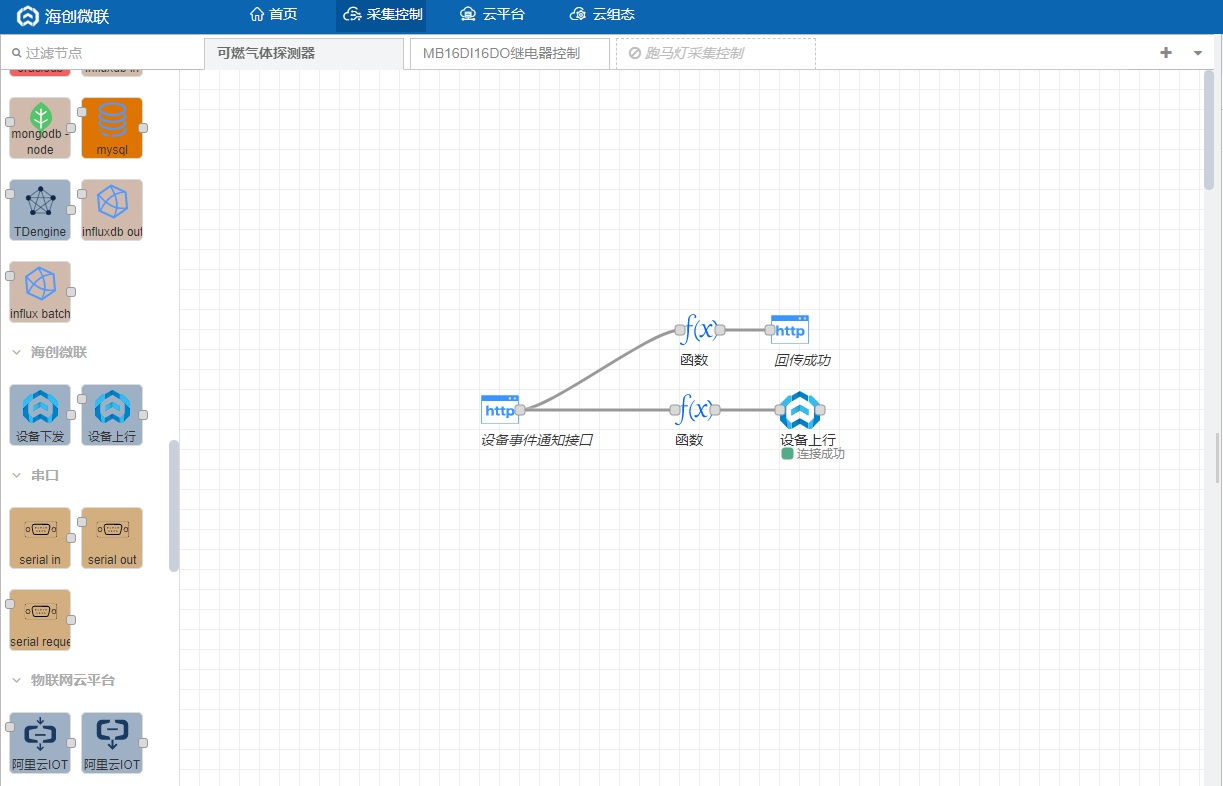 海创微联
首页
采集控制
云平台
云组态
过滤节点
可燃气体探测器
MB16DI16DO继电器控制
跑马灯采集控制
mongodb -
node
mysql
TDengine
influxdb out
influx batch
海创微联
设备下发
设备上行
串口
serial in
serial out
serial reque
物联网云平台
阿里云IOT
阿里云IOT
f(x)
函数
http
回传成功
http
设备事件通知接口
f(x)
函数
设备上行
连接成功